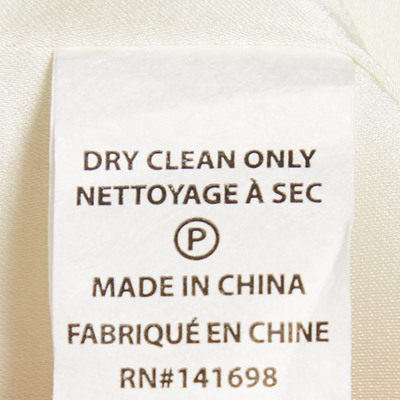 DRY CLEAN ONLY
NETTOYAGE À SEC
P
MADE IN CHINA
FABRIQUÉ EN CHINE
RN#141698